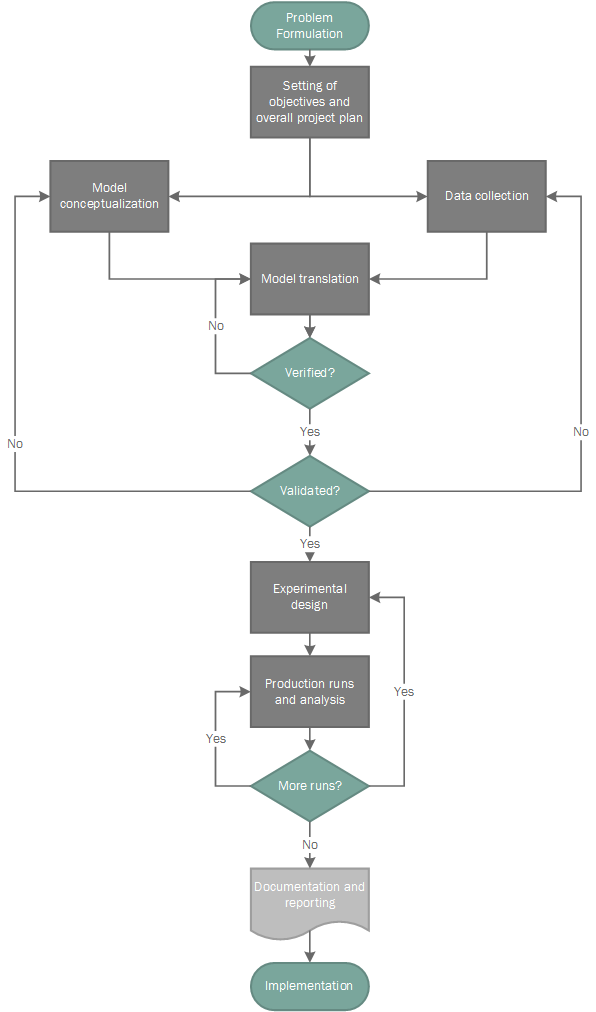 Problem
Formulation
Setting of
objectives and
overall project plan
Model
conceptualization
Data collection
Model translation
No
Verified?
Yes
No
No
Validated?
Yes
Experimental
design
Production runs
and analysis
Yes
Yes
More runs?
No
Documentation and
reporting
Implementation